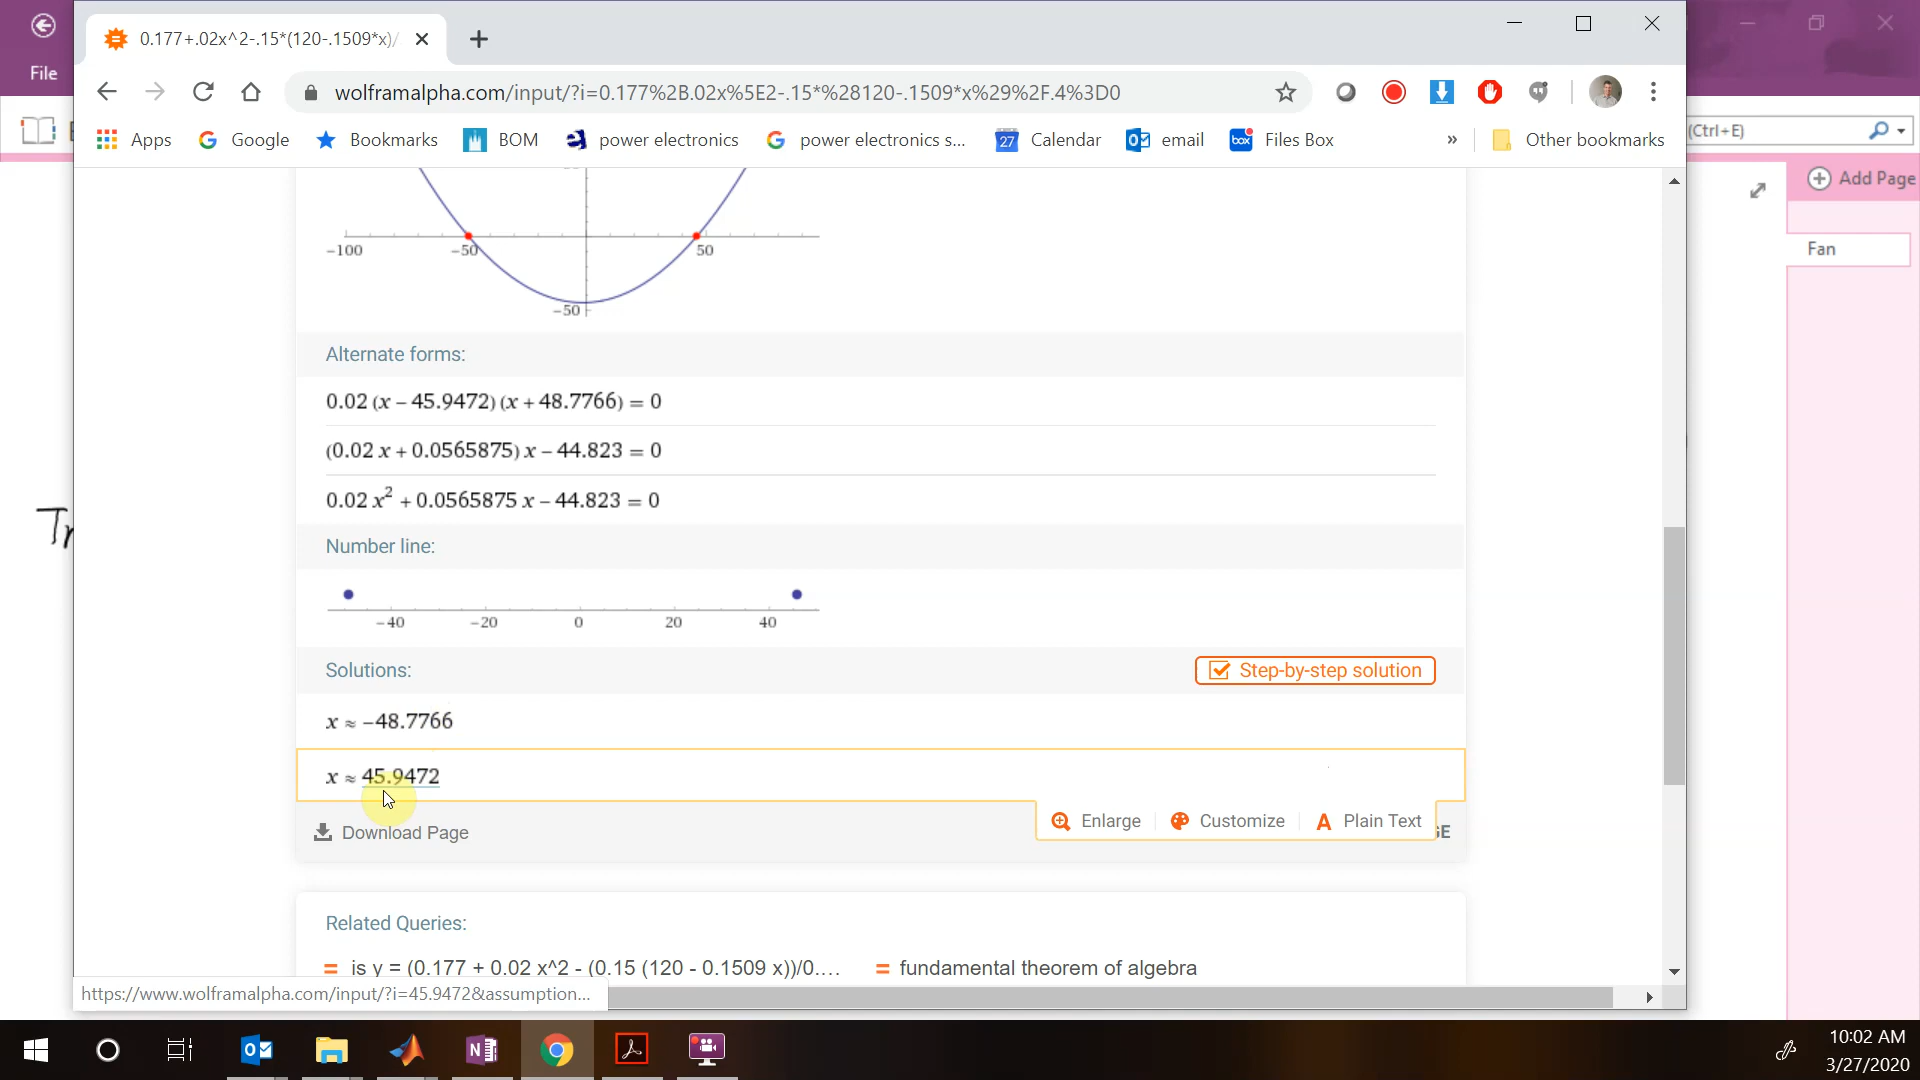 0.177+.02x^2-.15*(120-.1509*x)/
File
wolframalpha.com/input/?i=0.177%2B.02x%5E2-.15*%28120-.1509*x%29%2F.4%3D0
Apps Google Bookmarks BOM power electronics power electronics s... 27 Calendar email box Files Box » Other bookmarks
(Ctrl+E)
Add Page
Fan
-100 -50 50
-50
Alternate forms:
0.02 (x − 45.9472) (x + 48.7766) = 0
(0.02 x + 0.0565875) x − 44.823 = 0
0.02 x² + 0.0565875 x − 44.823 = 0
Number line:
-40 -20 0 20 40
Solutions:
Step-by-step solution
x ≈ −48.7766
x ≈ 45.9472
Enlarge Customize A Plain Text
Download Page
GE
Related Queries:
= is y = (0.177 + 0.02 x^2 - (0.15 (120 - 0.1509 x))/0.... = fundamental theorem of algebra
https://www.wolframalpha.com/input/?i=45.9472&assumption...
10:02 AM
3/27/2020